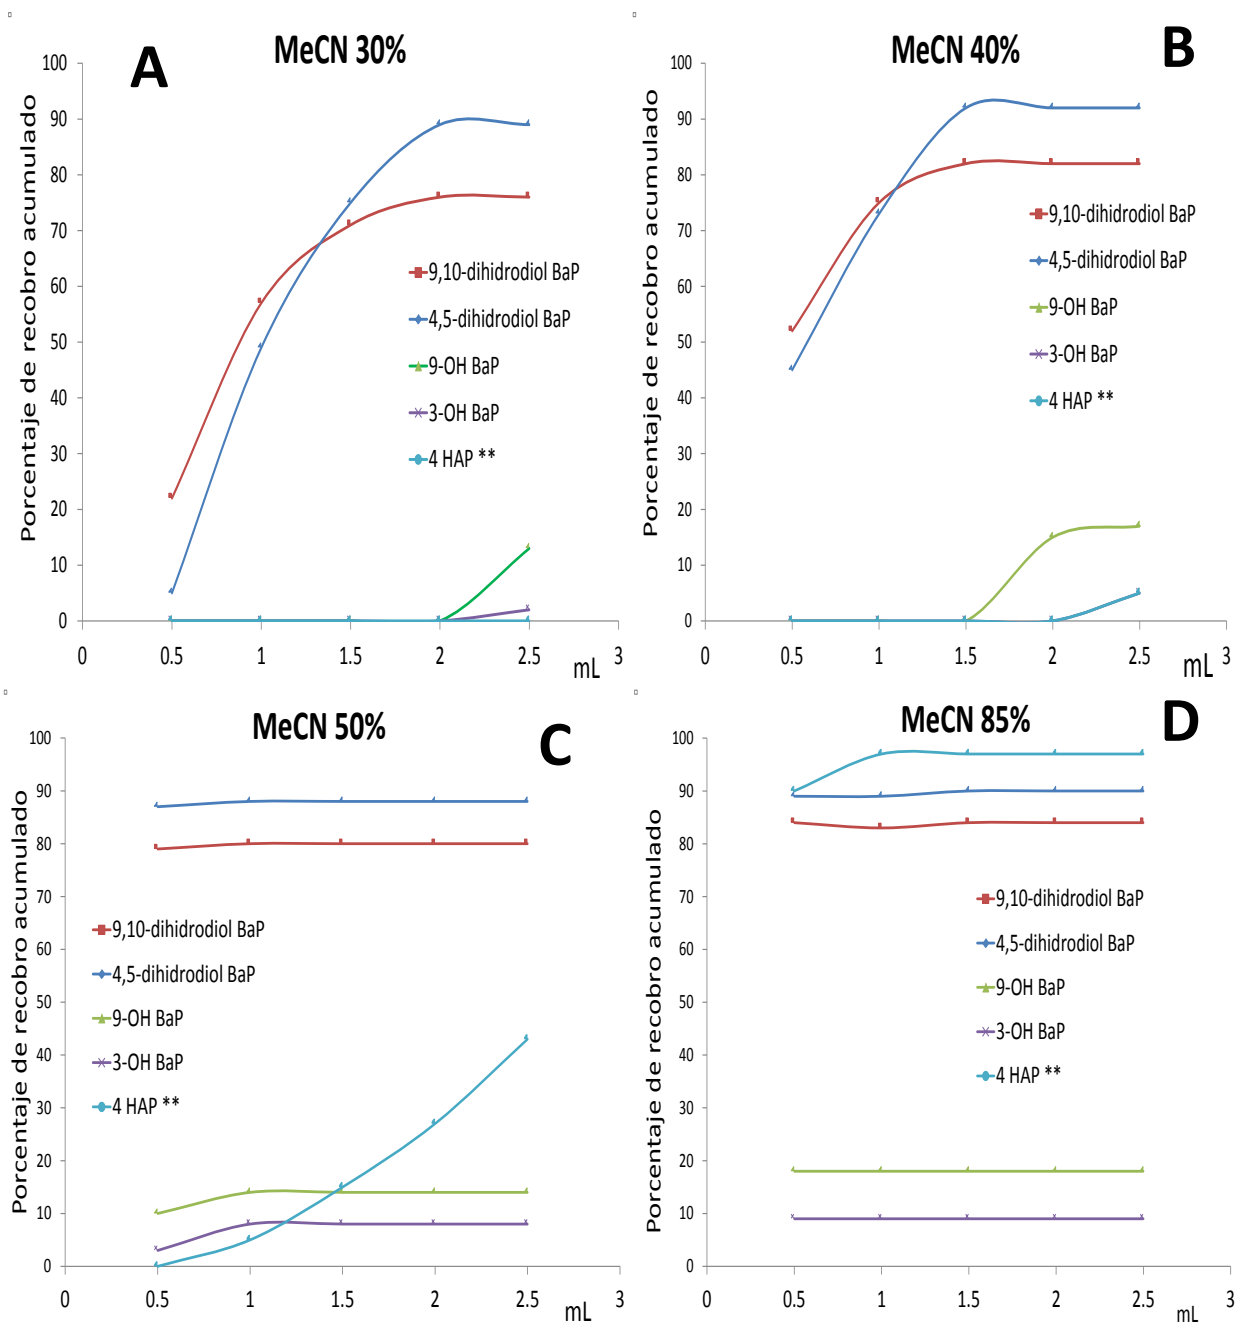 MeCN 30%
A
Porcentaje de recobro acumulado
100
90
80
70
60
50
40
30
20
10
0
9,10-dihidrodiol BaP
4,5-dihidrodiol BaP
9-OH BaP
3-OH BaP
4 HAP **
0 0.5 1 1.5 2 2.5 3
mL
MeCN 40%
B
Porcentaje de recobro acumulado
100
90
80
70
60
50
40
30
20
10
0
9,10-dihidrodiol BaP
4,5-dihidrodiol BaP
9-OH BaP
3-OH BaP
4 HAP **
0 0.5 1 1.5 2 2.5 3
mL
MeCN 50%
C
Porcentaje de recobro acumulado
100
90
80
70
60
50
40
30
20
10
0
9,10-dihidrodiol BaP
4,5-dihidrodiol BaP
9-OH BaP
3-OH BaP
4 HAP **
0 0.5 1 1.5 2 2.5 3
mL
MeCN 85%
D
Porcentaje de recobro acumulado
100
90
80
70
60
50
40
30
20
10
0
9,10-dihidrodiol BaP
4,5-dihidrodiol BaP
9-OH BaP
3-OH BaP
4 HAP **
0 0.5 1 1.5 2 2.5 3
mL